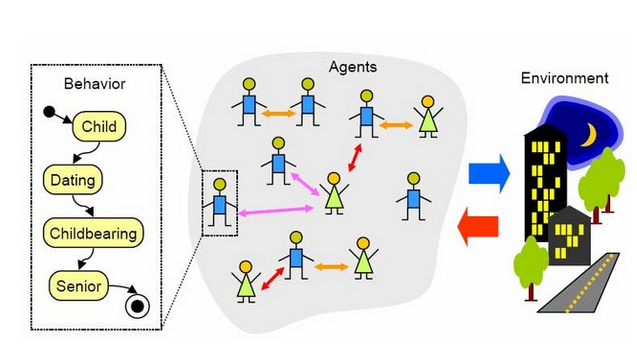 Behavior
Child
Dating
Childbearing
Senior
Agents
Environment